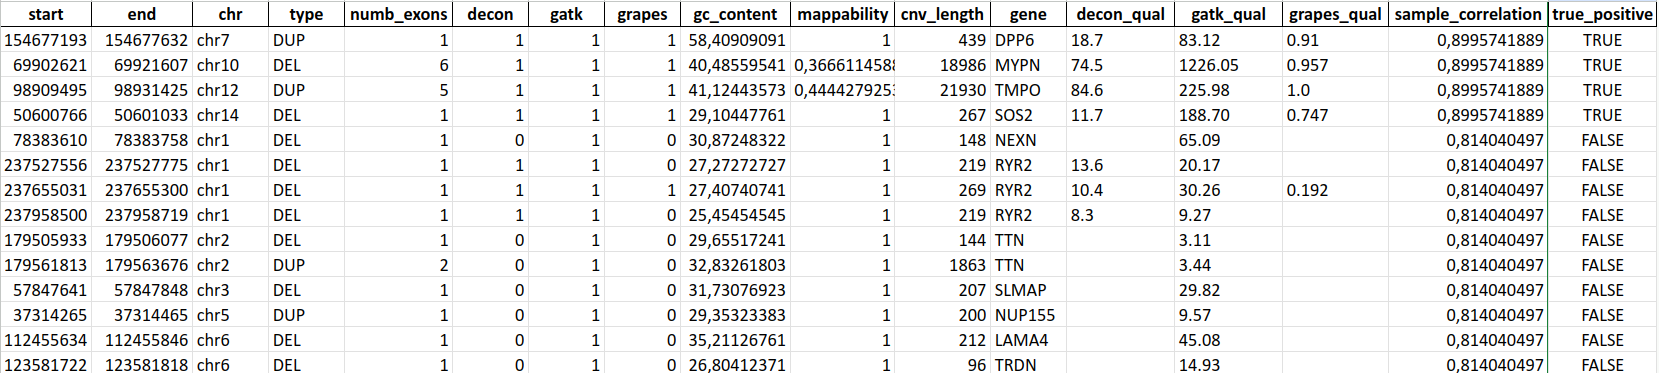 start end chr type numb_exons decon gatk grapes gc_content mappability cnv_length gene decon_qual gatk_qual grapes_qual sample_correlation true_positive
154677193 154677632 chr7 DUP 1 1 1 1 58,40909091 1 439 DPP6 18.7 83.12 0.91 0,8995741889 TRUE
69902621 69921607 chr10 DEL 6 1 1 1 40,48559541 0,366611458 18986 MYPN 74.5 1226.05 0.957 0,8995741889 TRUE
98909495 98931425 chr12 DUP 5 1 1 1 41,12443573 0,444427925 21930 TMPO 84.6 225.98 1.0 0,8995741889 TRUE
50600766 50601033 chr14 DEL 1 1 1 1 29,10447761 1 267 SOS2 11.7 188.70 0.747 0,8995741889 TRUE
78383610 78383758 chr1 DEL 1 0 1 0 30,87248322 1 148 NEXN 65.09 0,814040497 FALSE
237527556 237527775 chr1 DEL 1 1 1 0 27,27272727 1 219 RYR2 13.6 20.17 0,814040497 FALSE
237655031 237655300 chr1 DEL 1 1 1 1 27,40740741 1 269 RYR2 10.4 30.26 0.192 0,814040497 FALSE
237958500 237958719 chr1 DEL 1 1 1 0 25,45454545 1 219 RYR2 8.3 9.27 0,814040497 FALSE
179505933 179506077 chr2 DEL 1 0 1 0 29,65517241 1 144 TTN 3.11 0,814040497 FALSE
179561813 179563676 chr2 DUP 2 0 1 0 32,83261803 1 1863 TTN 3.44 0,814040497 FALSE
57847641 57847848 chr3 DEL 1 0 1 0 31,73076923 1 207 SLMAP 29.82 0,814040497 FALSE
37314265 37314465 chr5 DUP 1 0 1 0 29,35323383 1 200 NUP155 9.57 0,814040497 FALSE
112455634 112455846 chr6 DEL 1 0 1 0 35,21126761 1 212 LAMA4 45.08 0,814040497 FALSE
123581722 123581818 chr6 DEL 1 0 1 0 26,80412371 1 96 TRDN 14.93 0,814040497 FALSE